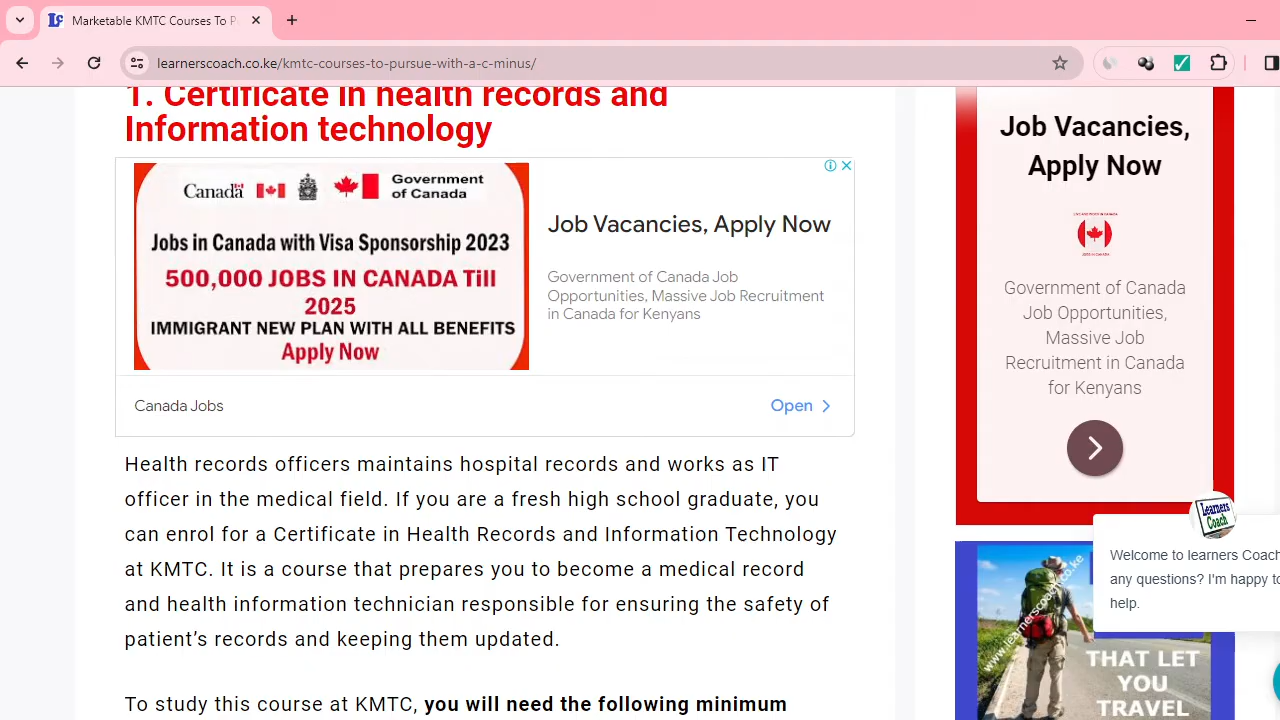 Marketable KMTC Courses To P
learnerscoach.co.ke/kmtc-courses-to-pursue-with-a-c-minus/
1. Certificate in health records and
Information technology
Canada
Government
of Canada
Jobs in Canada with Visa Sponsorship 2023
500,000 JOBS IN CANADA Till
2025
IMMIGRANT NEW PLAN WITH ALL BENEFITS
Apply Now
Job Vacancies, Apply Now
Government of Canada Job
Opportunities, Massive Job Recruitment
in Canada for Kenyans
Canada Jobs
Open
Health records officers maintains hospital records and works as IT
officer in the medical field. If you are a fresh high school graduate, you
can enrol for a Certificate in Health Records and Information Technology
at KMTC. It is a course that prepares you to become a medical record
and health information technician responsible for ensuring the safety of
patient’s records and keeping them updated.
To study this course at KMTC, you will need the following minimum
Job Vacancies,
Apply Now
Government of Canada
Job Opportunities,
Massive Job
Recruitment in Canada
for Kenyans
Learners
Coach
Welcome to learners Coach
any questions? I'm happy to
help.
www.learnerscoach.co.ke
THAT LET
YOU
TRAVEL